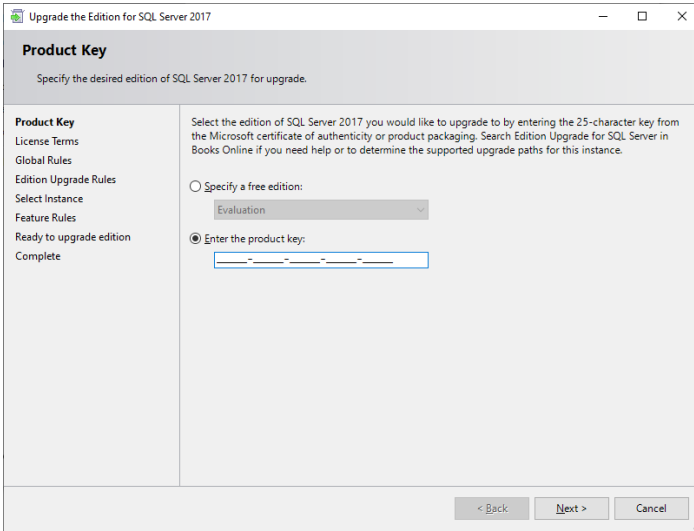 Upgrade the Edition for SQL Server 2017
Product Key
Specify the desired edition of SQL Server 2017 for upgrade.
Product Key
License Terms
Global Rules
Edition Upgrade Rules
Select Instance
Feature Rules
Ready to upgrade edition
Complete
Select the edition of SQL Server 2017 you would like to upgrade to by entering the 25-character key from
the Microsoft certificate of authenticity or product packaging. Search Edition Upgrade for SQL Server in
Books Online if you need help or to determine the supported upgrade paths for this instance.
Specify a free edition:
Evaluation
Enter the product key:
_____-_____-_____-_____-_____
< Back
Next >
Cancel